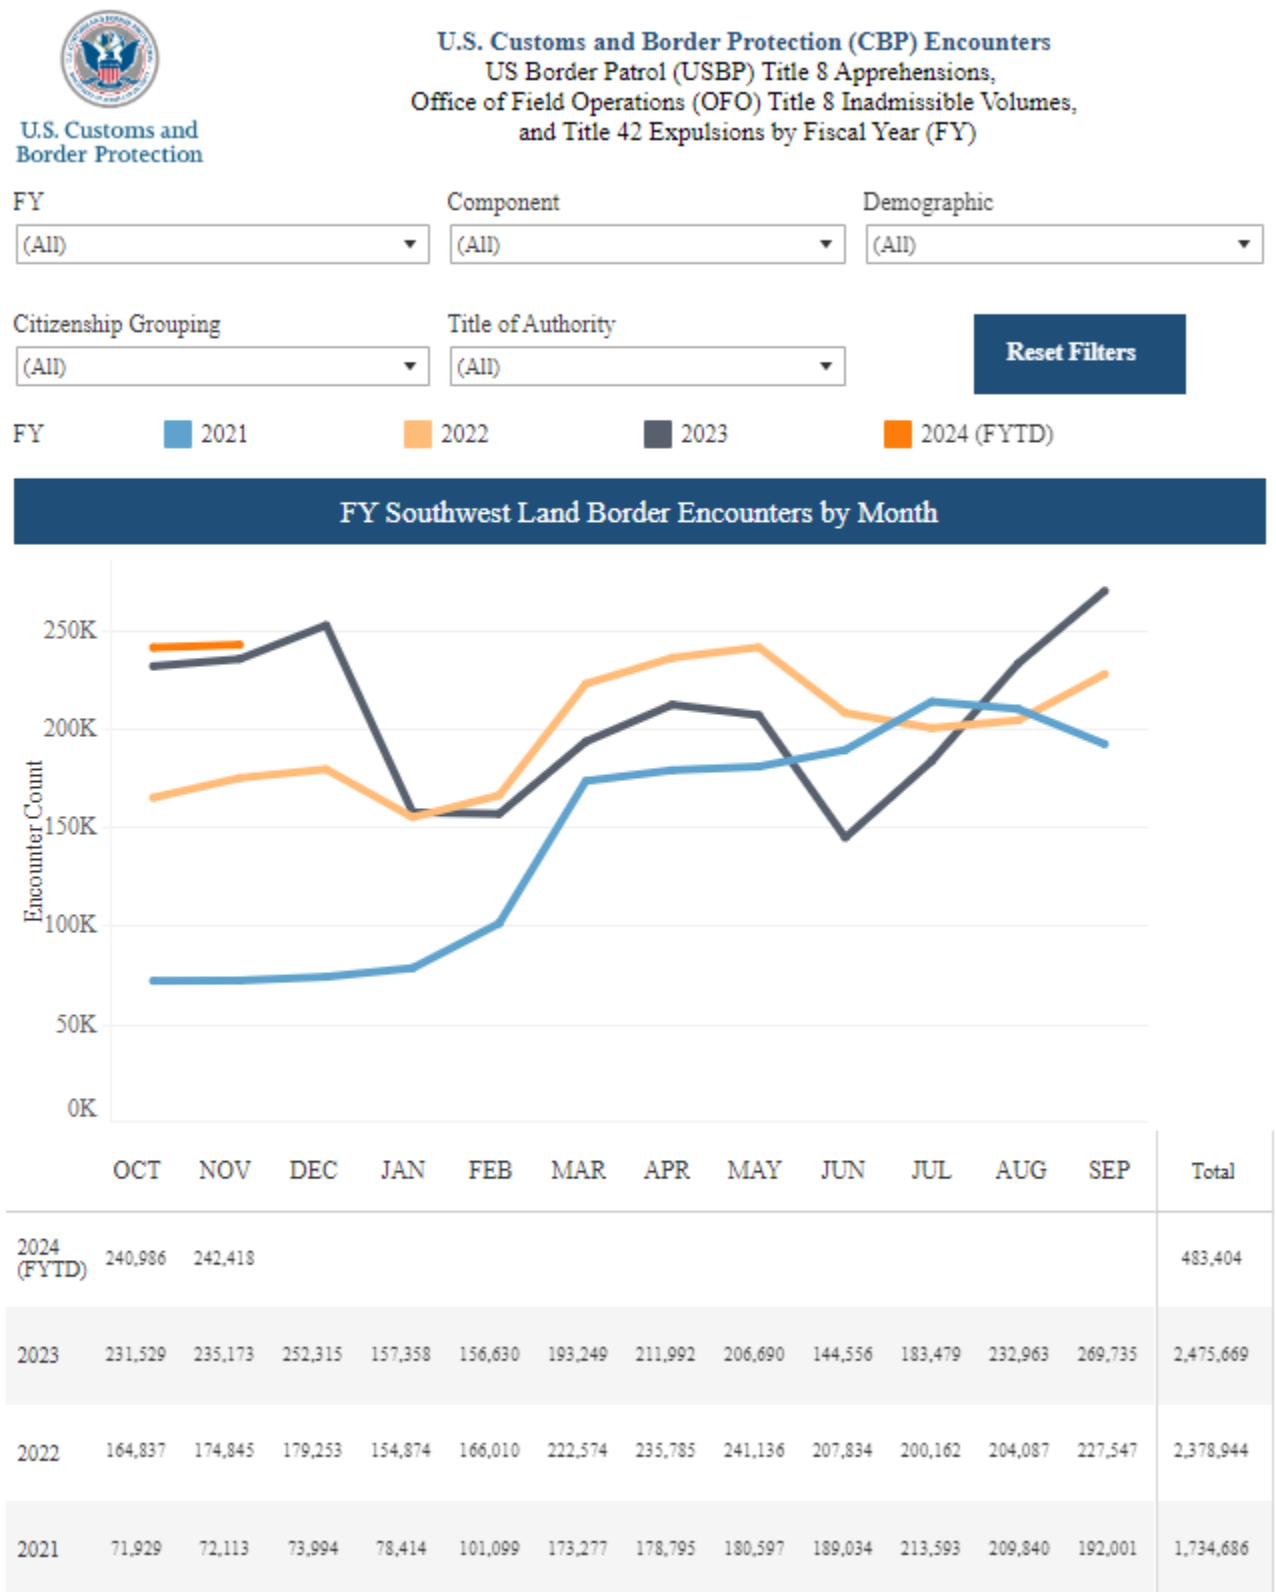 U.S. Customs and
Border Protection
U.S. Customs and Border Protection (CBP) Encounters
US Border Patrol (USBP) Title 8 Apprehensions,
Office of Field Operations (OFO) Title 8 Inadmissible Volumes,
and Title 42 Expulsions by Fiscal Year (FY)
FY Component Demographic
(All) (All) (All)
Citizenship Grouping Title of Authority
(All) (All) Reset Filters
FY 2021 2022 2023 2024 (FYTD)
FY Southwest Land Border Encounters by Month
Encounter Count
250K
200K
150K
100K
50K
0K
OCT NOV DEC JAN FEB MAR APR MAY JUN JUL AUG SEP Total
2024
(FYTD) 240,986 242,418 483,404
2023 231,529 235,173 252,315 157,358 156,630 193,249 211,992 206,690 144,556 183,479 232,963 269,735 2,475,669
2022 164,837 174,845 179,253 154,874 166,010 222,574 235,785 241,136 207,834 200,162 204,087 227,547 2,378,944
2021 71,929 72,113 73,994 78,414 101,099 173,277 178,795 180,597 189,034 213,593 209,840 192,001 1,734,686